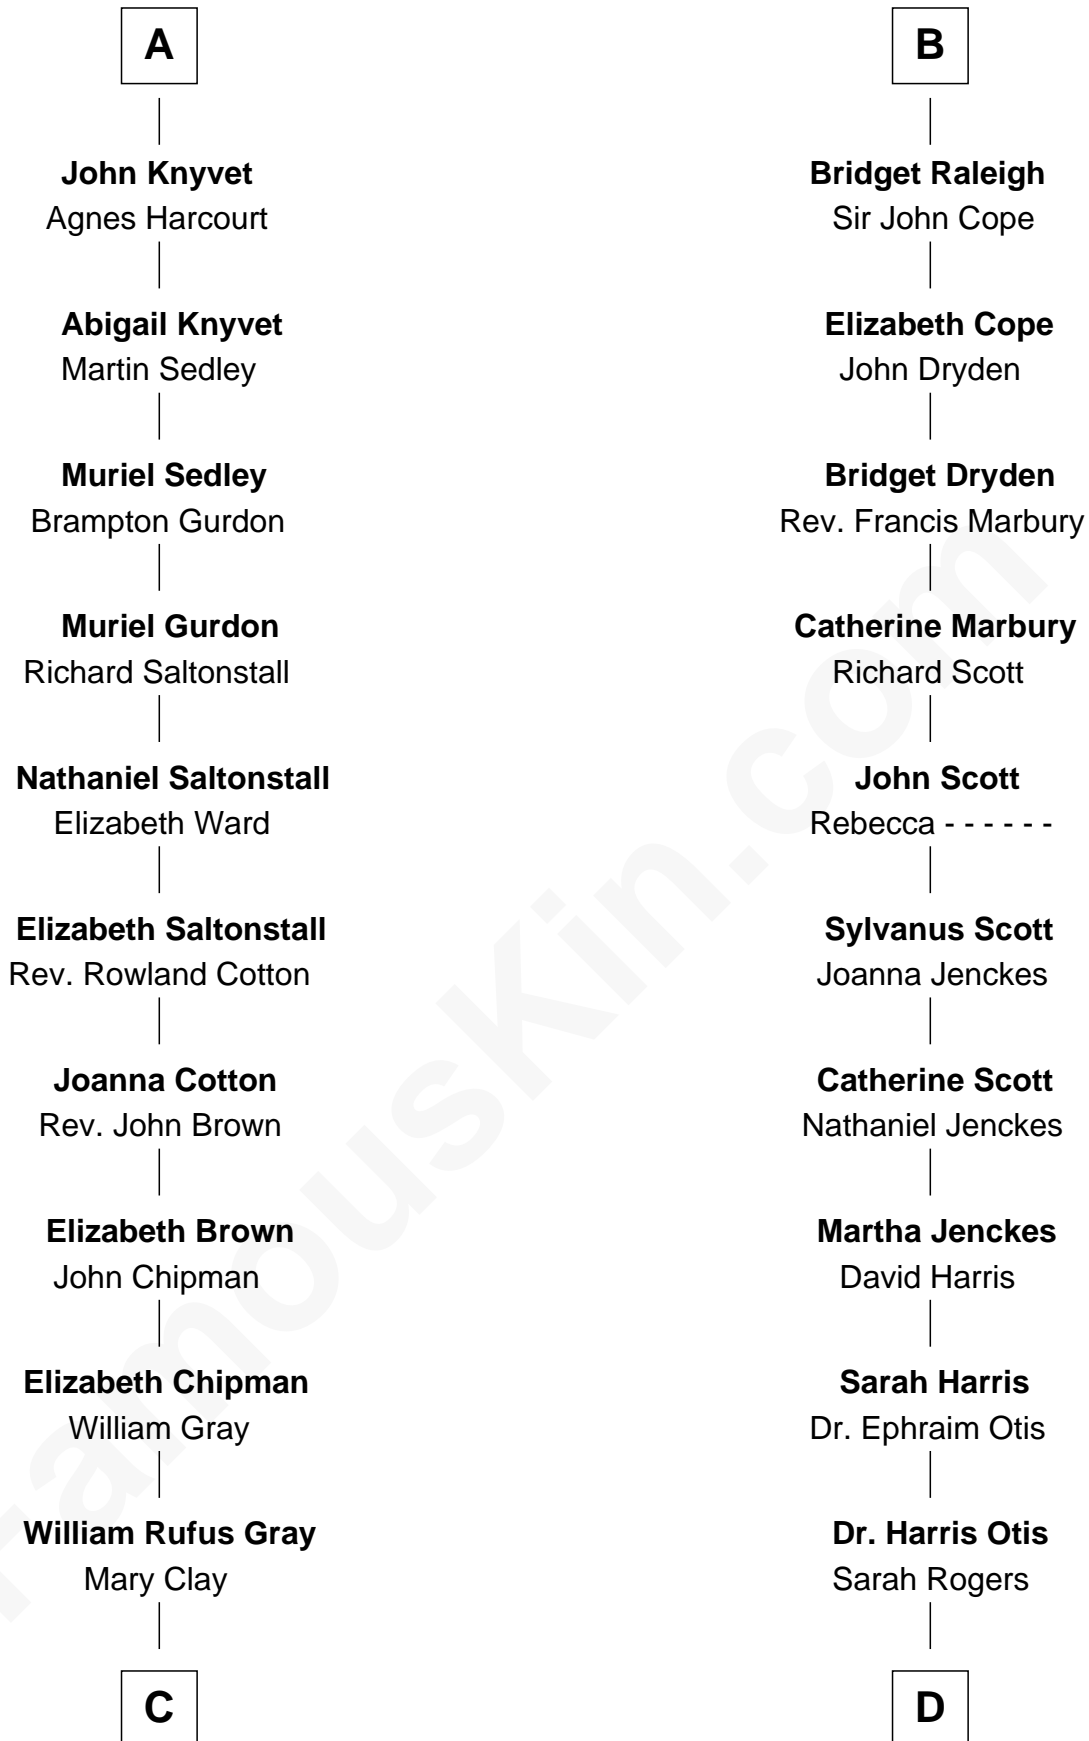 A
John Knyvet
Agnes Harcourt
Abigail Knyvet
Martin Sedley
Muriel Sedley
Brampton Gurdon
Muriel Gurdon
Richard Saltonstall
Nathaniel Saltonstall
Elizabeth Ward
Elizabeth Saltonstall
Rev. Rowland Cotton
Joanna Cotton
Rev. John Brown
Elizabeth Brown
John Chipman
Elizabeth Chipman
William Gray
William Rufus Gray
Mary Clay
C
B
Bridget Raleigh
Sir John Cope
Elizabeth Cope
John Dryden
Bridget Dryden
Rev. Francis Marbury
Catherine Marbury
Richard Scott
John Scott
Rebecca - - - - - -
Sylvanus Scott
Joanna Jenckes
Catherine Scott
Nathaniel Jenckes
Martha Jenckes
David Harris
Sarah Harris
Dr. Ephraim Otis
Dr. Harris Otis
Sarah Rogers
D
FamousKin.com